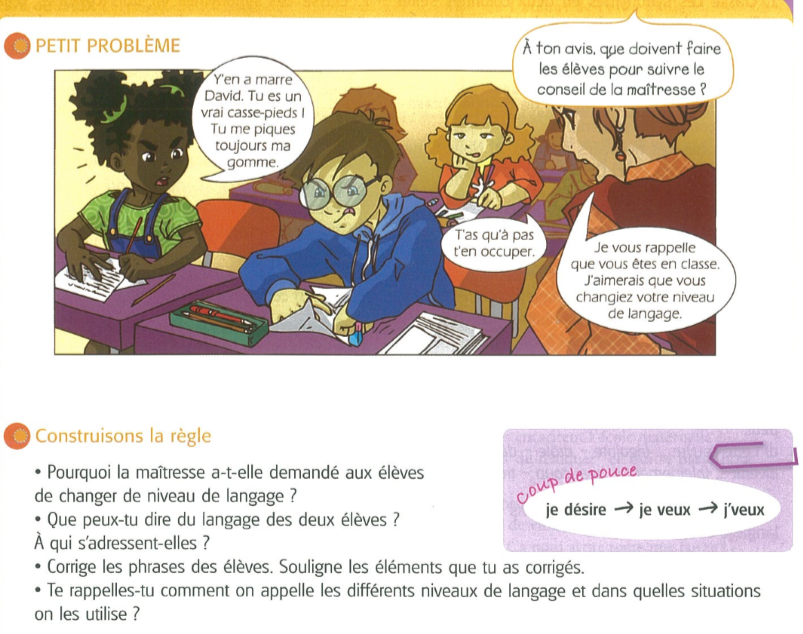 PETIT PROBLÈME
À ton avis, que doivent faire
les élèves pour suivre le
conseil de la maîtresse ?
Y'en a marre
David. Tu es un
vrai casse-pieds !
Tu me piques
toujours ma
gomme.
T'as qu'à pas
t'en occuper.
Je vous rappelle
que vous êtes en classe.
J'aimerais que vous
changiez votre niveau
de langage.
Construisons la règle
• Pourquoi la maîtresse a-t-elle demandé aux élèves
de changer de niveau de langage ?
• Que peux-tu dire du langage des deux élèves ?
À qui s'adressent-elles ?
• Corrige les phrases des élèves. Souligne les éléments que tu as corrigés.
• Te rappelles-tu comment on appelle les différents niveaux de langage et dans quelles situations
on les utilise ?
coup de pouce
je désire → je veux → j'veux